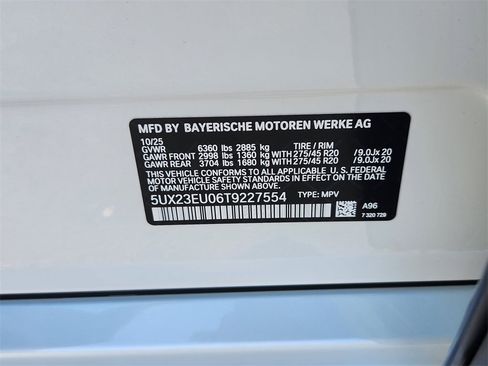 MFD BY BAYERISCHE MOTOREN WERKE AG
10/25
GVWR 6360 lbs 2885 kg TIRE / RIM
GAWR FRONT 2998 lbs 1360 kg WITH 275/45 R20 / 9.0Jx 20
GAWR REAR 3704 lbs 1680 kg WITH 275/45 R20 / 9.0Jx 20
THIS VEHICLE CONFORMS TO ALL APPLICABLE U.S. FEDERAL
MOTOR VEHICLE SAFETY STANDARDS IN EFFECT ON THE
DATE OF MANUFACTURE SHOWN ABOVE.
5UX23EU06T9227554 TYPE: MPV
A96
7 320 729